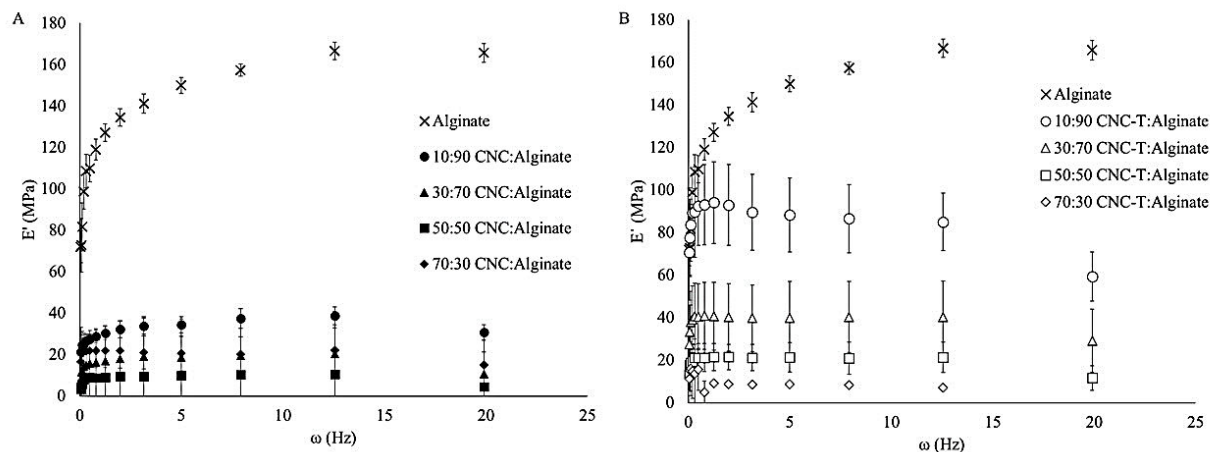 A
180
160
140
120
100
80
60
40
20
0
E' (MPa)
0 5 10 15 20 25
ω (Hz)
Alginate
10:90 CNC:Alginate
30:70 CNC:Alginate
50:50 CNC:Alginate
70:30 CNC:Alginate
B
180
160
140
120
100
80
60
40
20
0
E' (MPa)
0 5 10 15 20 25
ω (Hz)
Alginate
10:90 CNC-T:Alginate
30:70 CNC-T:Alginate
50:50 CNC-T:Alginate
70:30 CNC-T:Alginate